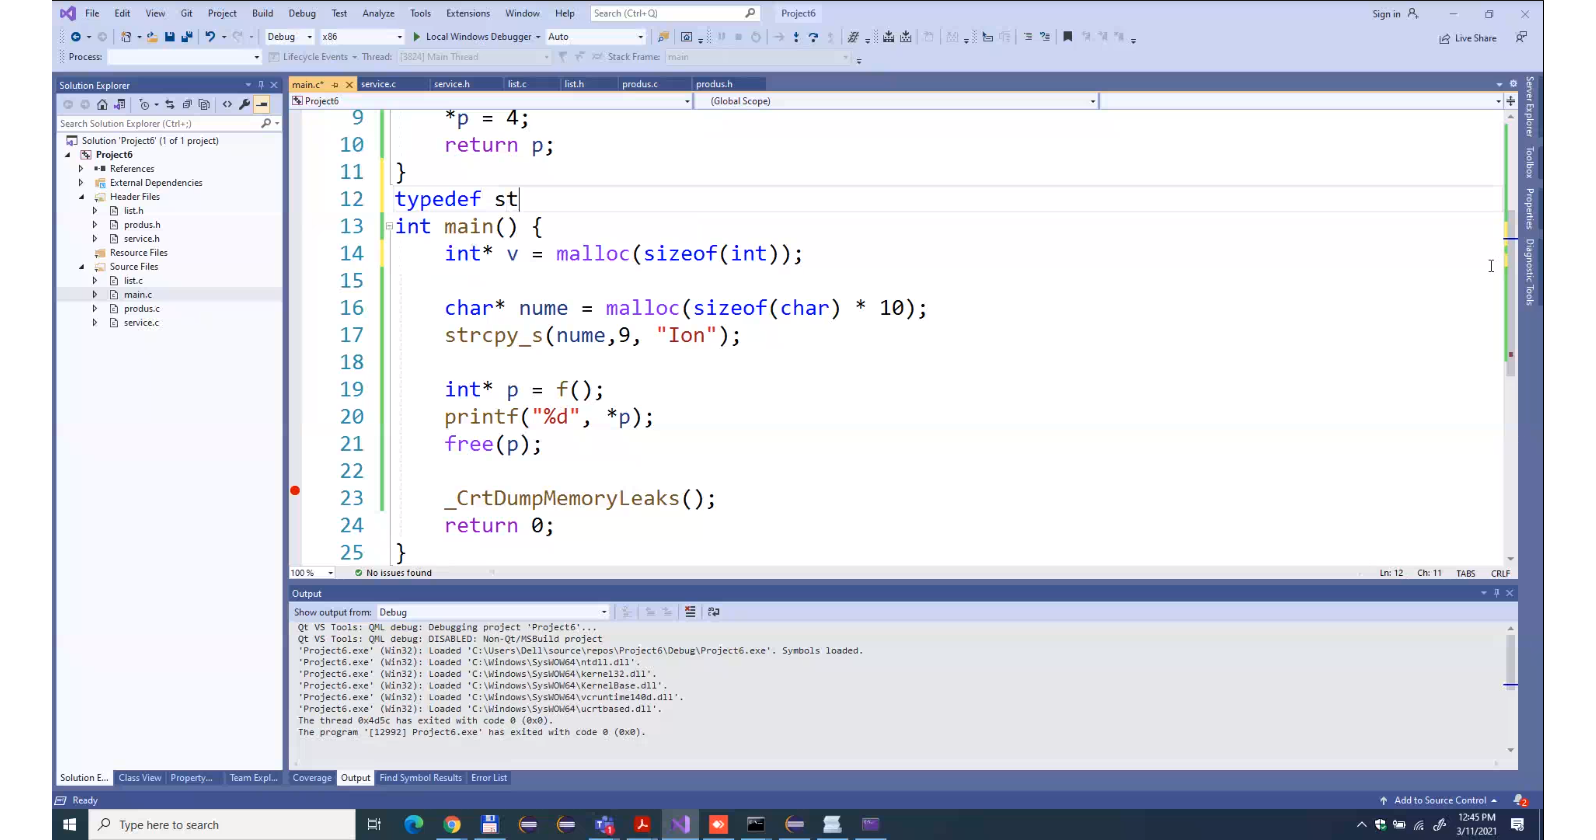 File Edit View Git Project Build Debug Test Analyze Tools Extensions Window Help Search (Ctrl+Q) Project6 Sign in
Debug x86 Local Windows Debugger Auto Live Share
Process: Lifecycle Events Thread: [3824] Main Thread Stack Frame: main
Solution Explorer
main.c* service.c service.h list.c list.h produs.c produs.h
Project6 (Global Scope)
Search Solution Explorer (Ctrl+;)
Solution 'Project6' (1 of 1 project)
Project6
References
External Dependencies
Header Files
list.h
produs.h
service.h
Resource Files
Source Files
list.c
main.c
produs.c
service.c
9 *p = 4;
10 return p;
11 }
12 typedef st
13 int main() {
14 int* v = malloc(sizeof(int));
15
16 char* nume = malloc(sizeof(char) * 10);
17 strcpy_s(nume,9, "Ion");
18
19 int* p = f();
20 printf("%d", *p);
21 free(p);
22
23 _CrtDumpMemoryLeaks();
24 return 0;
25 }
Server Explorer
Toolbox
Properties
Diagnostic Tools
100 % No issues found Ln: 12 Ch: 11 TABS CRLF
Output
Show output from: Debug
Qt VS Tools: QML debug: Debugging project 'Project6'...
Qt VS Tools: QML debug: DISABLED: Non-Qt/MSBuild project
'Project6.exe' (Win32): Loaded 'C:\Users\Dell\source\repos\Project6\Debug\Project6.exe'. Symbols loaded.
'Project6.exe' (Win32): Loaded 'C:\Windows\SysWOW64\ntdll.dll'.
'Project6.exe' (Win32): Loaded 'C:\Windows\SysWOW64\kernel32.dll'.
'Project6.exe' (Win32): Loaded 'C:\Windows\SysWOW64\KernelBase.dll'.
'Project6.exe' (Win32): Loaded 'C:\Windows\SysWOW64\vcruntime140d.dll'.
'Project6.exe' (Win32): Loaded 'C:\Windows\SysWOW64\ucrtbased.dll'.
The thread 0x4d5c has exited with code 0 (0x0).
The program '[12992] Project6.exe' has exited with code 0 (0x0).
Solution E... Class View Property... Team Expl... Coverage Output Find Symbol Results Error List
Ready Add to Source Control 2
Type here to search 12:45 PM
3/11/2021